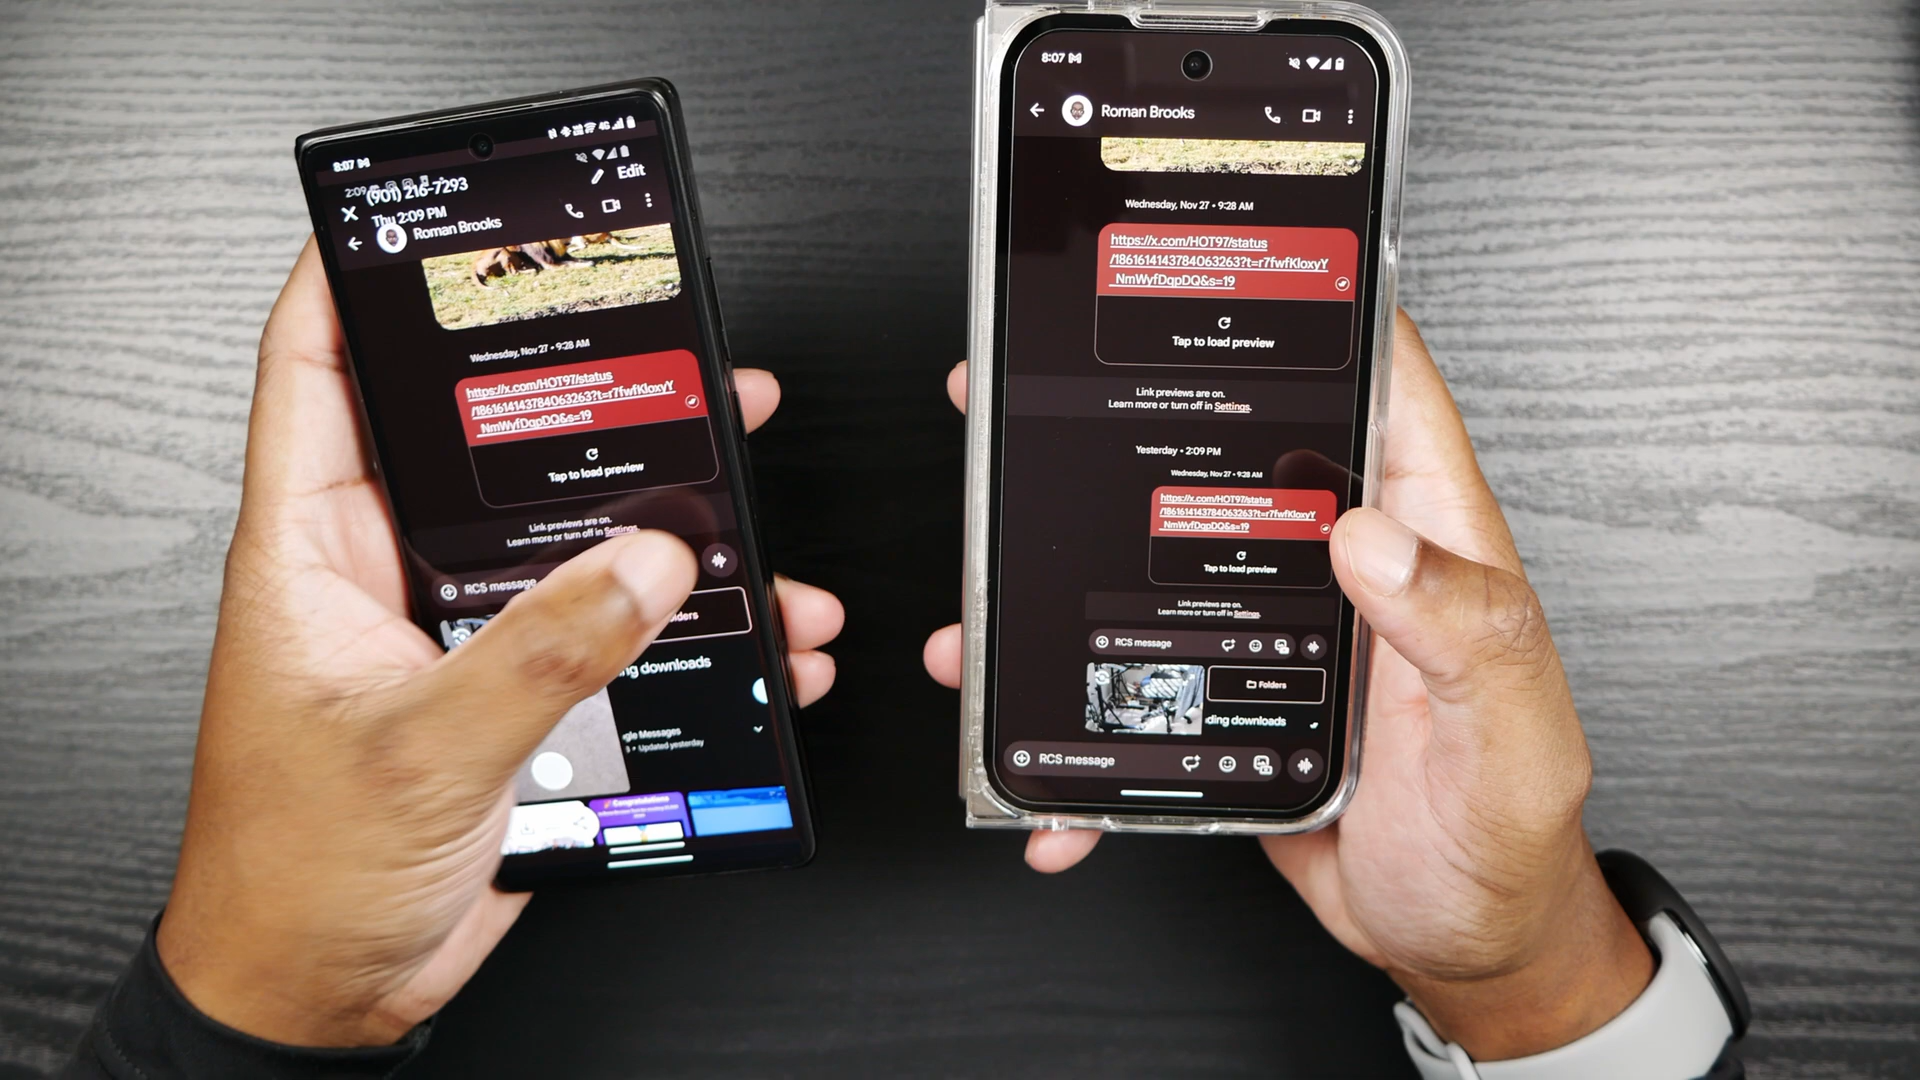 8:07
2:09
(901) 216-7293
Thu 2:09 PM
Edit
Roman Brooks
Wednesday, Nov 27 • 9:28 AM
https://x.com/HOT97/status
/1861614143784063263?t=r7fwfKloxyY
_NmWyfDqpDQ&s=19
Tap to load preview
Link previews are on.
Learn more or turn off in Settings.
RCS message
downloads
Messages
• Updated yesterday
Congratulations
8:07
Roman Brooks
Wednesday, Nov 27 • 9:28 AM
https://x.com/HOT97/status
/1861614143784063263?t=r7fwfKloxyY
_NmWyfDqpDQ&s=19
Tap to load preview
Link previews are on.
Learn more or turn off in Settings.
Yesterday • 2:09 PM
Wednesday, Nov 27 • 9:28 AM
https://x.com/HOT97/status
/1861614143784063263?t=r7fwfKloxyY
_NmWyfDqpDQ&s=19
Tap to load preview
Link previews are on.
Learn more or turn off in Settings.
RCS message
Folders
ding downloads
RCS message